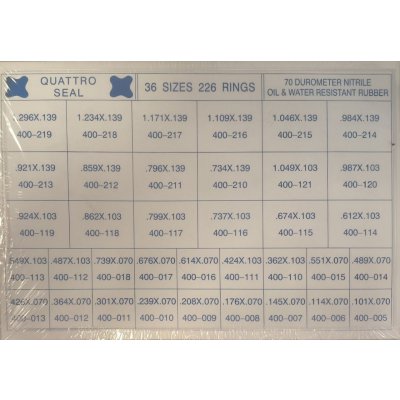 QUATTRO
SEAL
36 SIZES 226 RINGS
70 DUROMETER NITRILE
OIL & WATER RESISTANT RUBBER
1.296X.139 1.234X.139 1.171X.139 1.109X.139 1.046X.139 .984X.139
400-219 400-218 400-217 400-216 400-215 400-214
.921X.139 .859X.139 .796X.139 .734X.139 1.049X.103 .987X.103
400-213 400-212 400-211 400-210 400-121 400-120
.924X.103 .862X.103 .799X.103 .737X.103 .674X.103 .612X.103
400-119 400-118 400-117 400-116 400-115 400-114
.549X.103 .487X.103 .739X.070 .676X.070 .614X.070 .424X.103 .362X.103 .551X.070 .489X.070
400-113 400-112 400-018 400-017 400-016 400-111 400-110 400-015 400-014
.426X.070 .364X.070 .301X.070 .239X.070 .208X.070 .176X.070 .145X.070 .114X.070 .101X.070
400-013 400-012 400-011 400-010 400-009 400-008 400-007 400-006 400-005